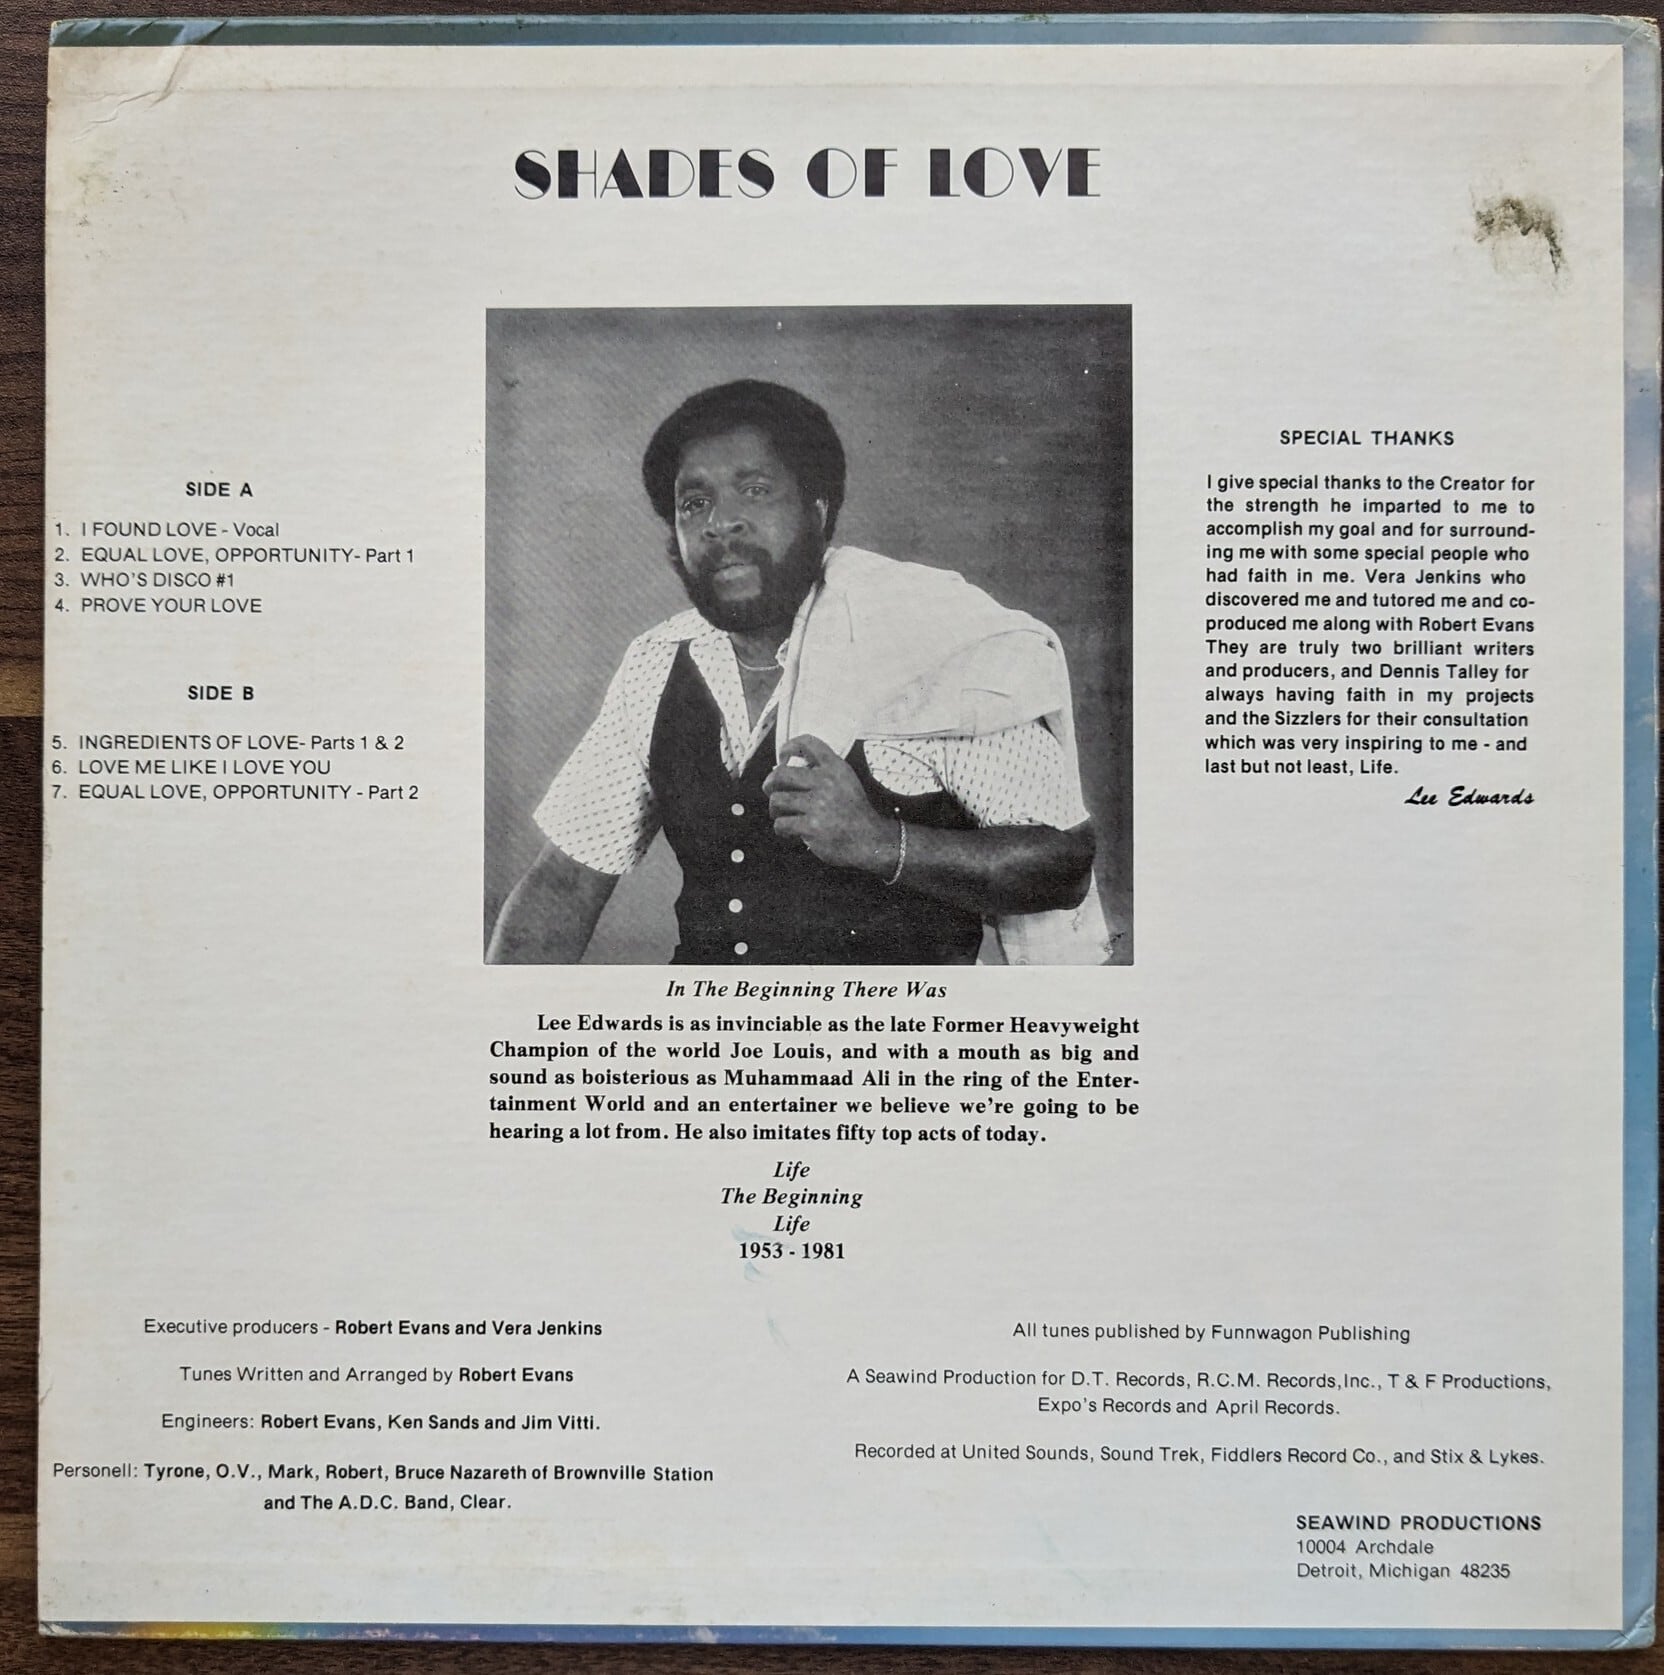 SHADES OF LOVE
SIDE A
1. I FOUND LOVE - Vocal
2. EQUAL LOVE, OPPORTUNITY- Part 1
3. WHO'S DISCO #1
4. PROVE YOUR LOVE
SIDE B
5. INGREDIENTS OF LOVE- Parts 1 & 2
6. LOVE ME LIKE I LOVE YOU
7. EQUAL LOVE, OPPORTUNITY - Part 2
SPECIAL THANKS
I give special thanks to the Creator for
the strength he imparted to me to
accomplish my goal and for surround-
ing me with some special people who
had faith in me. Vera Jenkins who
discovered me and tutored me and co-
produced me along with Robert Evans
They are truly two brilliant writers
and producers, and Dennis Talley for
always having faith in my projects
and the Sizzlers for their consultation
which was very inspiring to me - and
last but not least, Life.
Lee Edwards
In The Beginning There Was
Lee Edwards is as invinciable as the late Former Heavyweight
Champion of the world Joe Louis, and with a mouth as big and
sound as boisterious as Muhammaad Ali in the ring of the Enter-
tainment World and an entertainer we believe we're going to be
hearing a lot from. He also imitates fifty top acts of today.
Life
The Beginning
Life
1953 - 1981
Executive producers - Robert Evans and Vera Jenkins
Tunes Written and Arranged by Robert Evans
Engineers: Robert Evans, Ken Sands and Jim Vitti.
Personell: Tyrone, O.V., Mark, Robert, Bruce Nazareth of Brownville Station
and The A.D.C. Band, Clear.
All tunes published by Funnwagon Publishing
A Seawind Production for D.T. Records, R.C.M. Records,Inc., T & F Productions,
Expo's Records and April Records.
Recorded at United Sounds, Sound Trek, Fiddlers Record Co., and Stix & Lykes.
SEAWIND PRODUCTIONS
10004 Archdale
Detroit, Michigan 48235